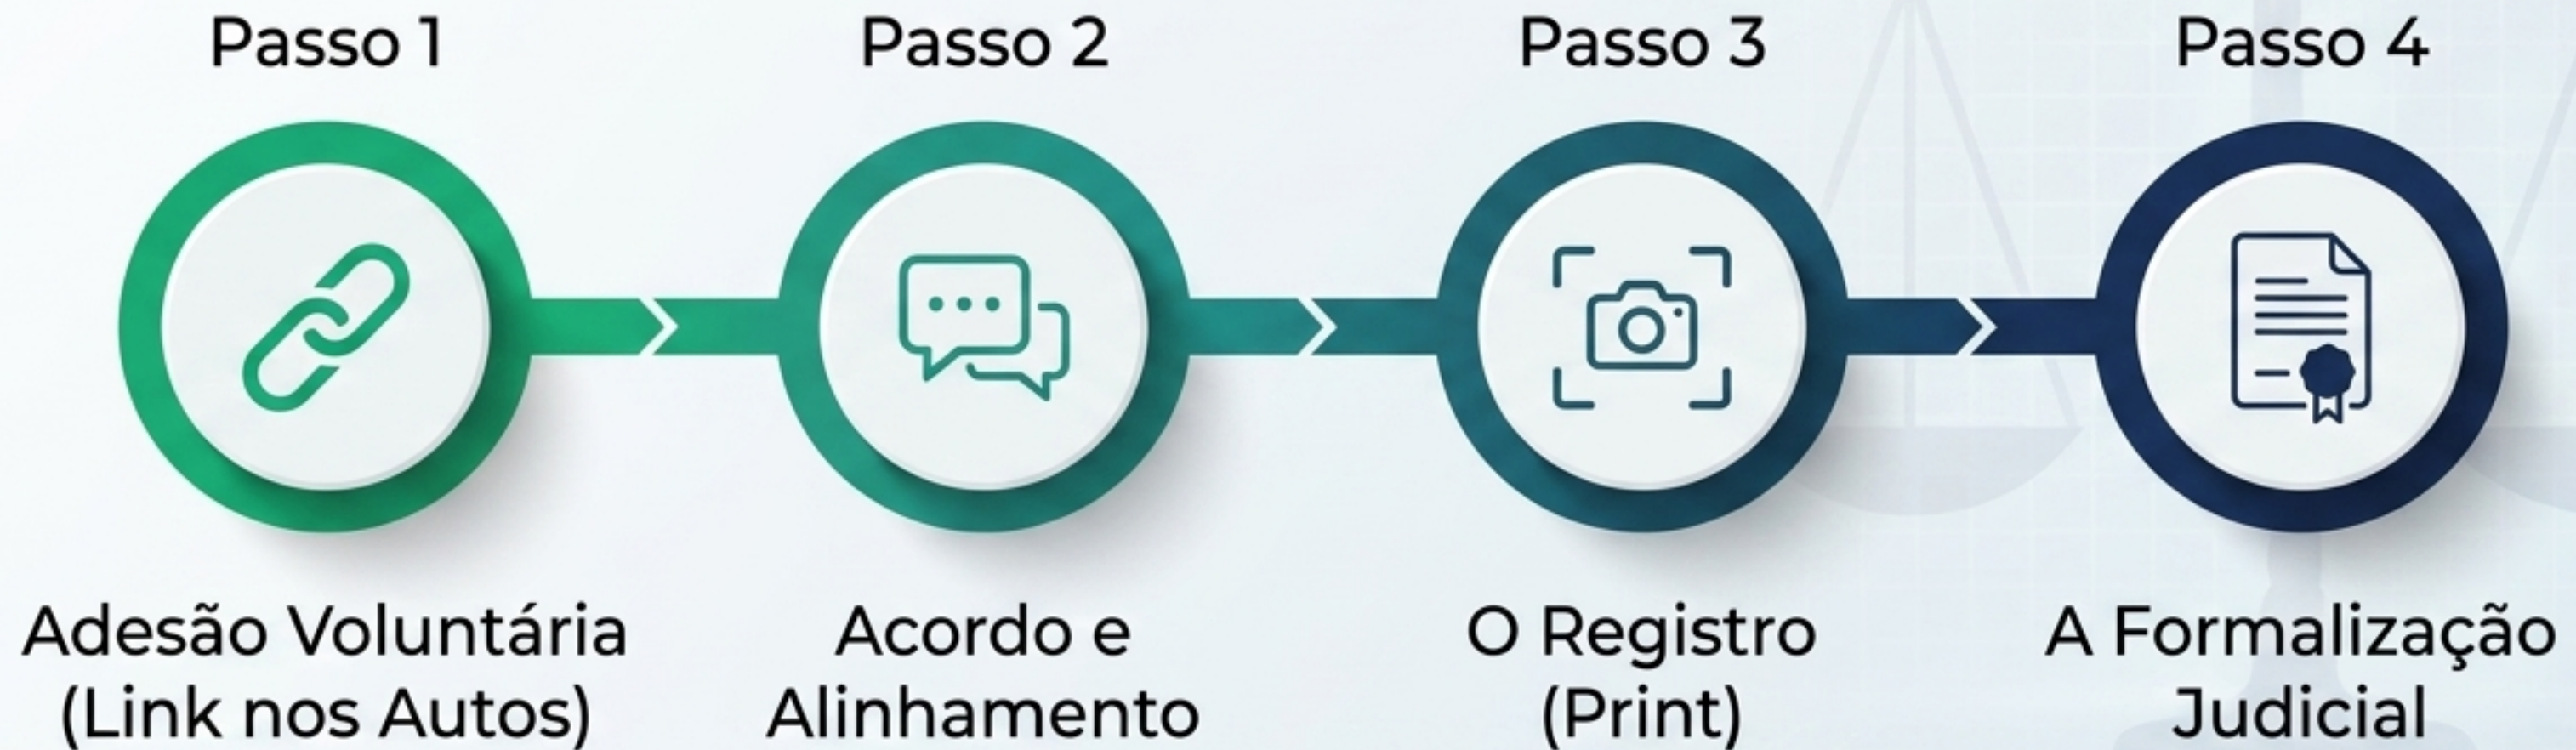 Passo 1
Passo 2
Passo 3
Passo 4
Adesão Voluntária
(Link nos Autos)
Acordo e
Alinhamento
O Registro
(Print)
A Formalização
Judicial